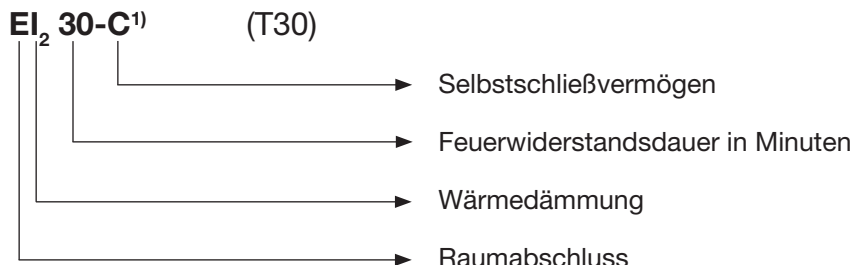 EI₂ 30-C¹⁾ (T30)
Selbstschließvermögen
Feuerwiderstandsdauer in Minuten
Wärmedämmung
Raumabschluss